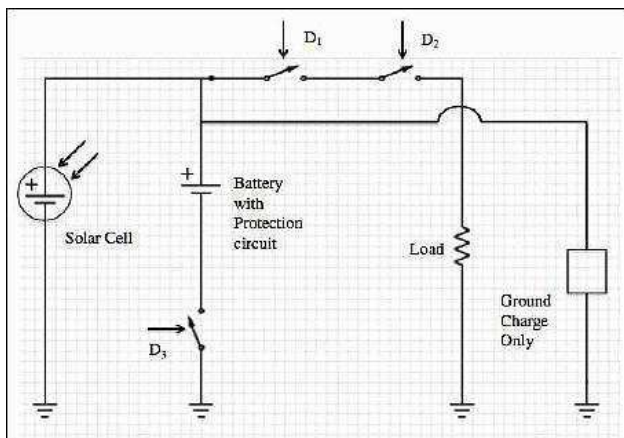 D₁
D₂
+
Solar Cell
+
Battery
with
Protection
circuit
Load
Ground
Charge
Only
D₃